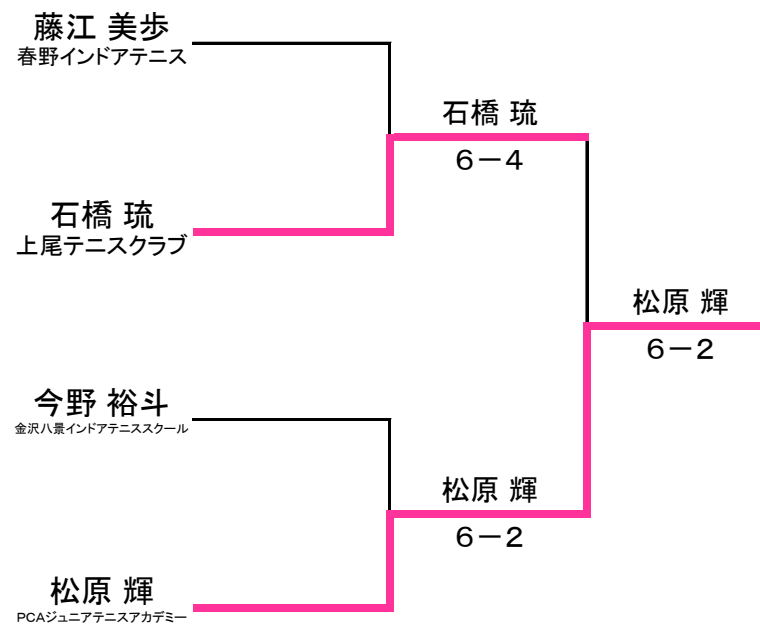 藤江 美歩
春野インドアテニス
石橋 琉
6－4
石橋 琉
上尾テニスクラブ
松原 輝
6－2
今野 裕斗
金沢八景インドアテニススクール
松原 輝
6－2
松原 輝
PCAジュニアテニスアカデミー